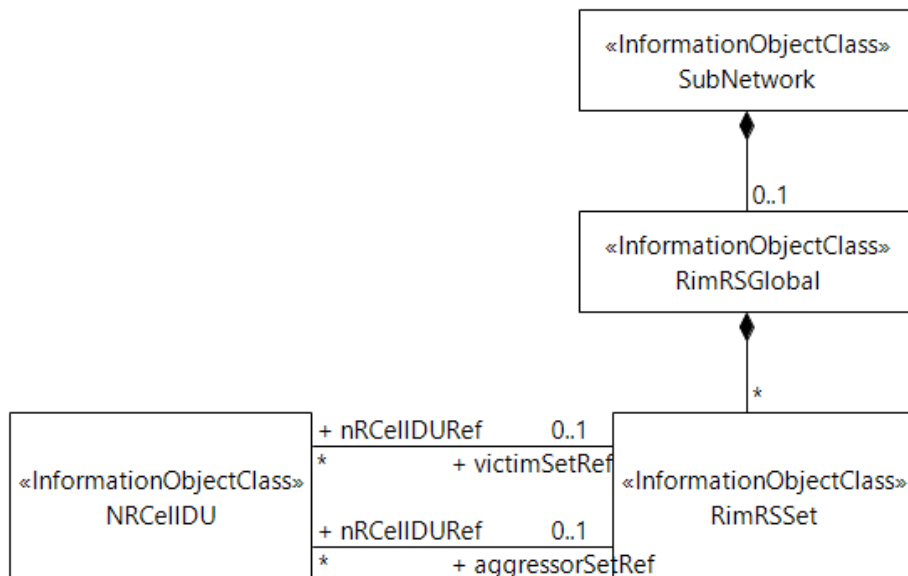 «InformationObjectClass»
SubNetwork
0..1
«InformationObjectClass»
RimRSGlobal
*
«InformationObjectClass»
NRCellDU
+ nRCellDURef 0..1
* + victimSetRef
+ nRCellDURef 0..1
* + aggressorSetRef
«InformationObjectClass»
RimRSSet